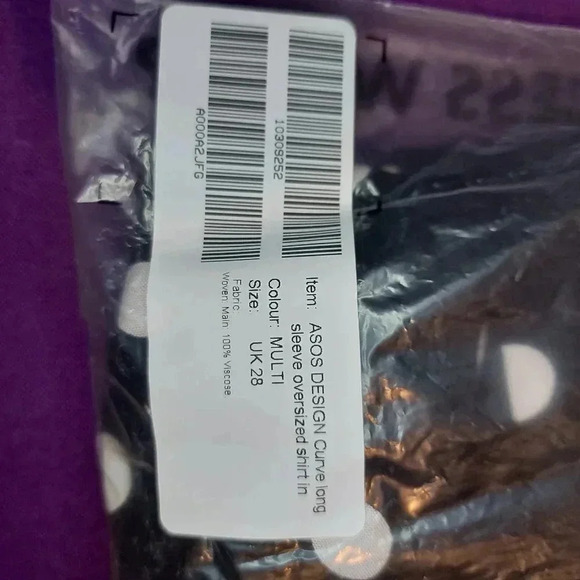 10309252
A000A2JFG
Item: ASOS DESIGN Curve long
sleeve oversized shirt in
Colour: MULTI
Size: UK 28
Fabric:
Woven: Main: 100% Viscose